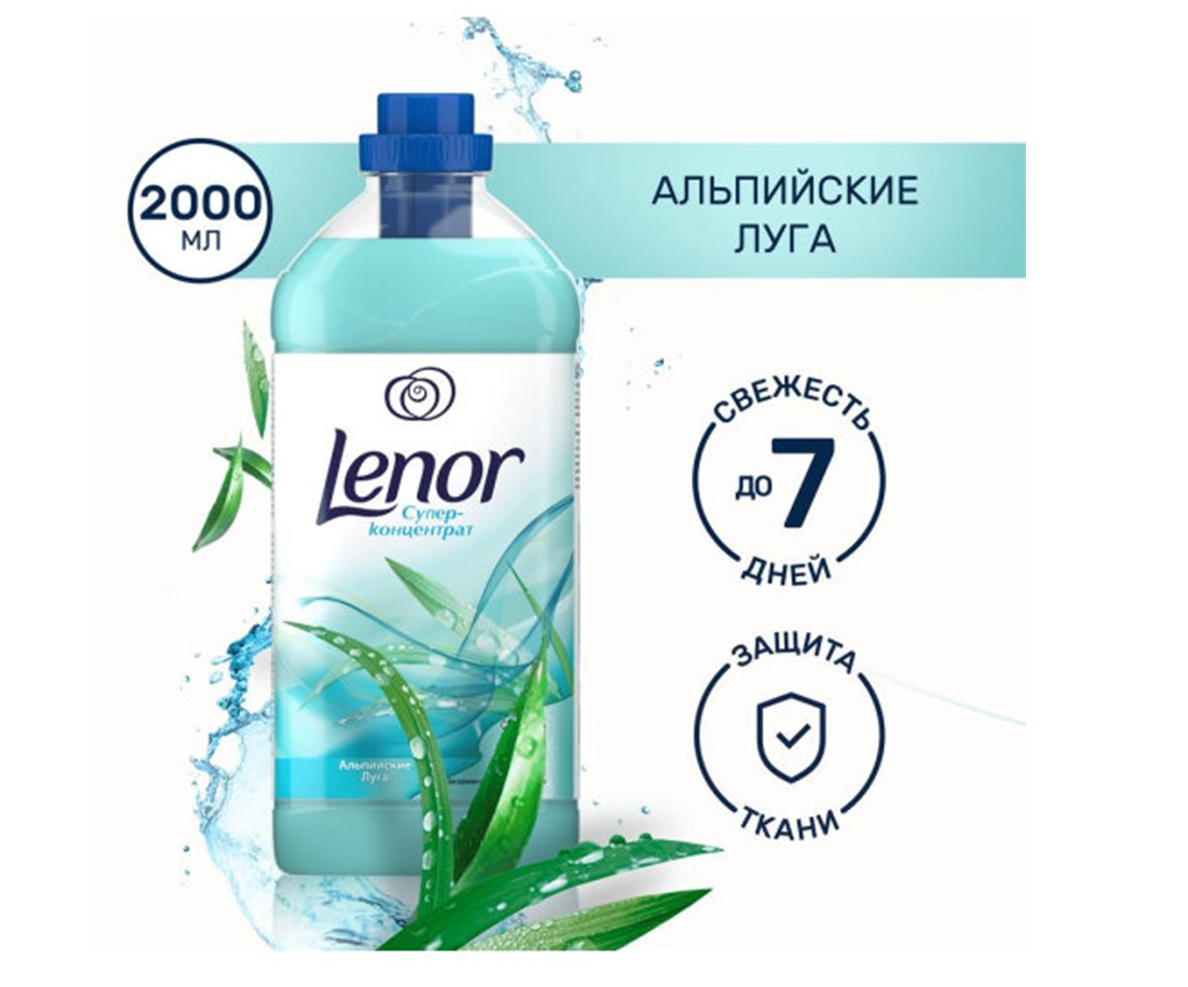 2000
МЛ
АЛЬПИЙСКИЕ
ЛУГА
Lenor
Супер-
концентрат
Альпийские
Луга
СВЕЖЕСТЬ
ДО 7
ДНЕЙ
ЗАЩИТА
ТКАНИ